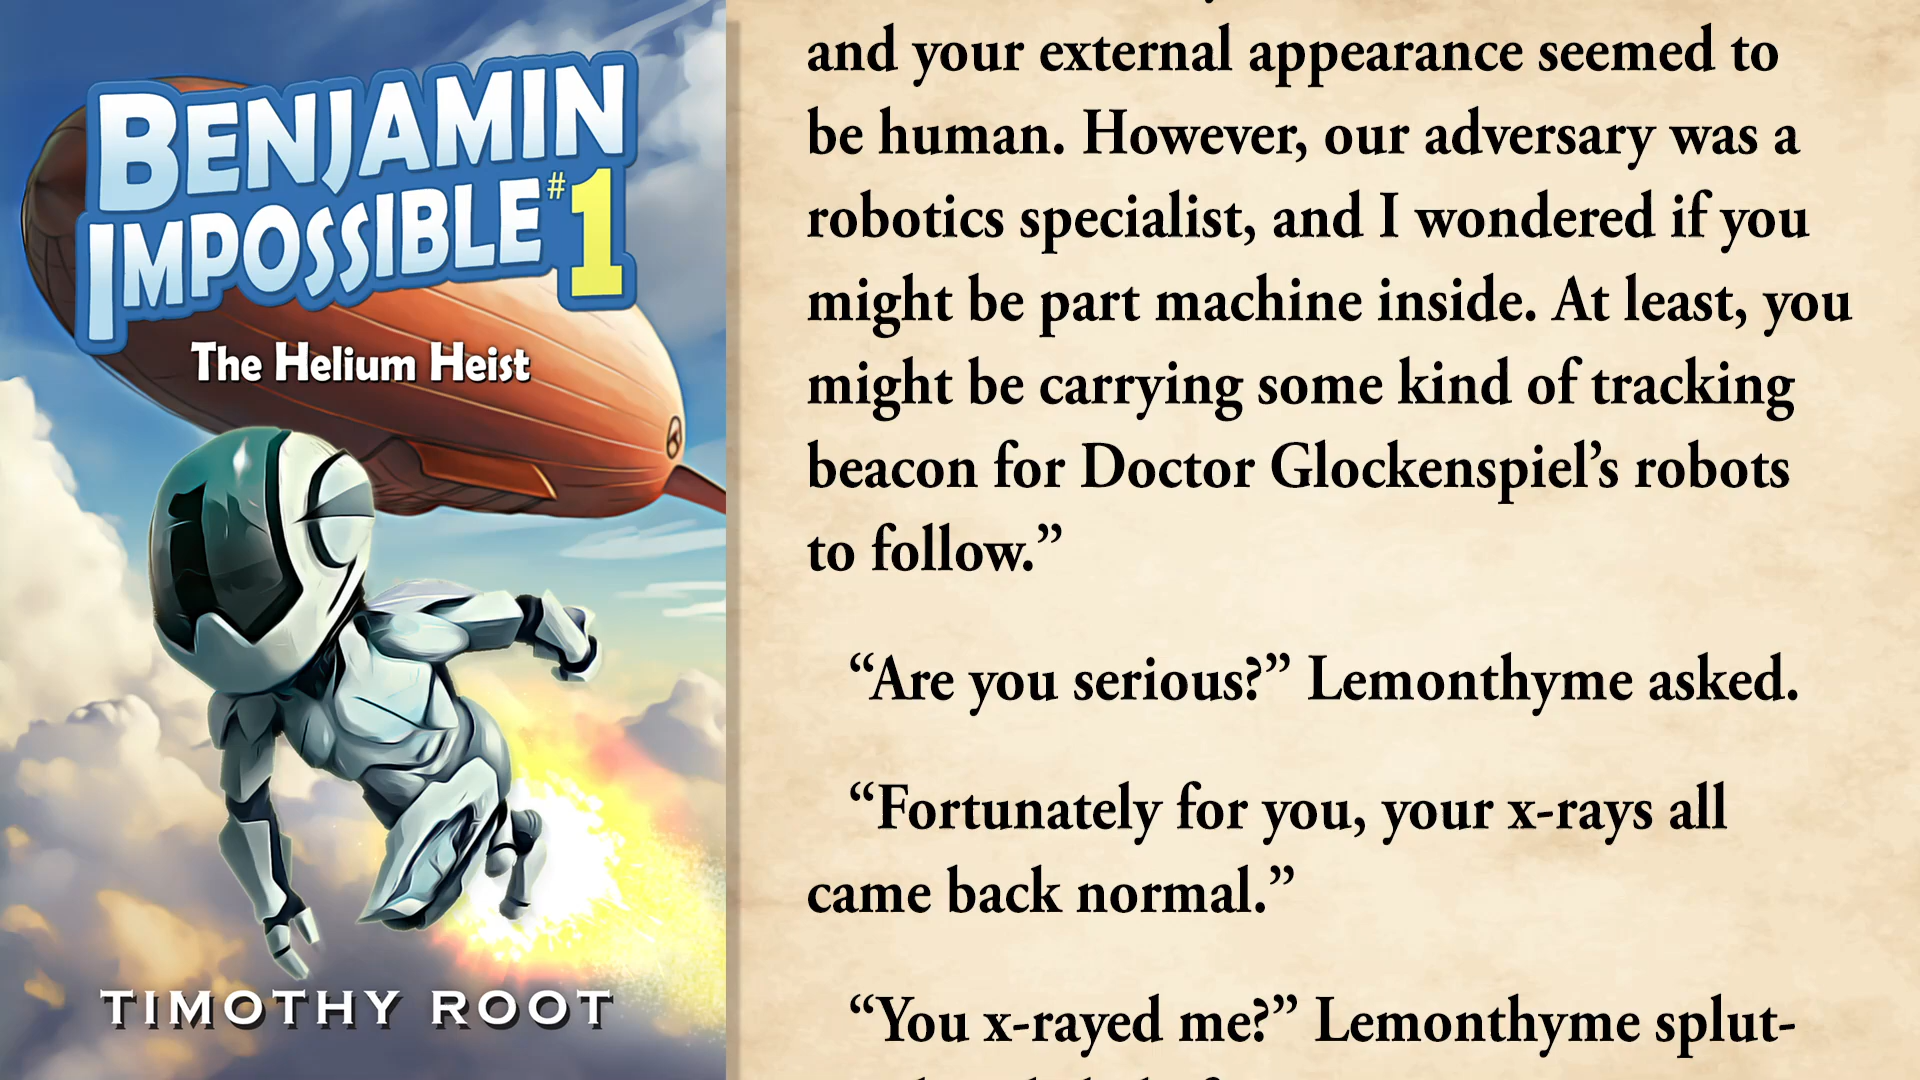 BENJAMIN
IMPOSSIBLE #1
The Helium Heist
TIMOTHY ROOT
and your external appearance seemed to
be human. However, our adversary was a
robotics specialist, and I wondered if you
might be part machine inside. At least, you
might be carrying some kind of tracking
beacon for Doctor Glockenspiel’s robots
to follow.”
“Are you serious?” Lemonthyme asked.
“Fortunately for you, your x-rays all
came back normal.”
“You x-rayed me?” Lemonthyme splut-